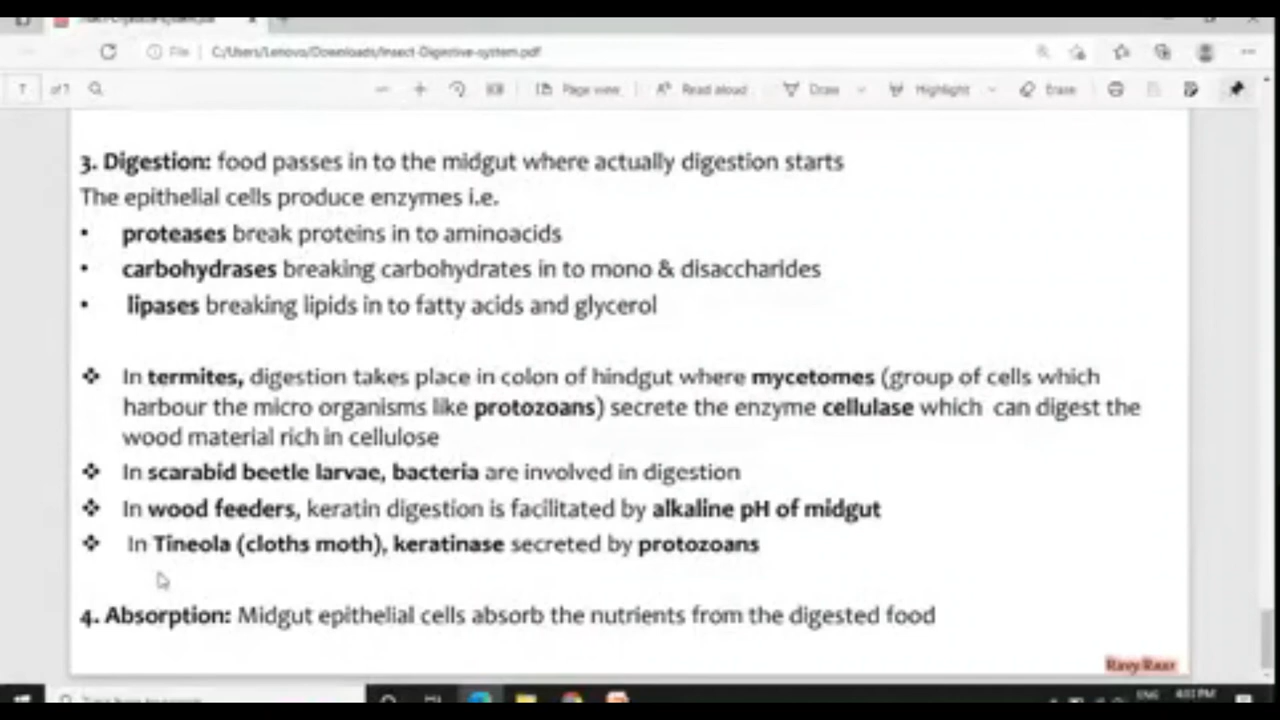 File
C:/Users/Lenovo/Downloads/Insect-Digestive-system.pdf
7 of 7
Page view
Read aloud
Draw
Highlight
Erase
3. Digestion: food passes in to the midgut where actually digestion starts
The epithelial cells produce enzymes i.e.
• proteases break proteins in to aminoacids
• carbohydrases breaking carbohydrates in to mono & disaccharides
• lipases breaking lipids in to fatty acids and glycerol
❖ In termites, digestion takes place in colon of hindgut where mycetomes (group of cells which
harbour the micro organisms like protozoans) secrete the enzyme cellulase which can digest the
wood material rich in cellulose
❖ In scarabid beetle larvae, bacteria are involved in digestion
❖ In wood feeders, keratin digestion is facilitated by alkaline pH of midgut
❖ In Tineola (cloths moth), keratinase secreted by protozoans
4. Absorption: Midgut epithelial cells absorb the nutrients from the digested food
ENG